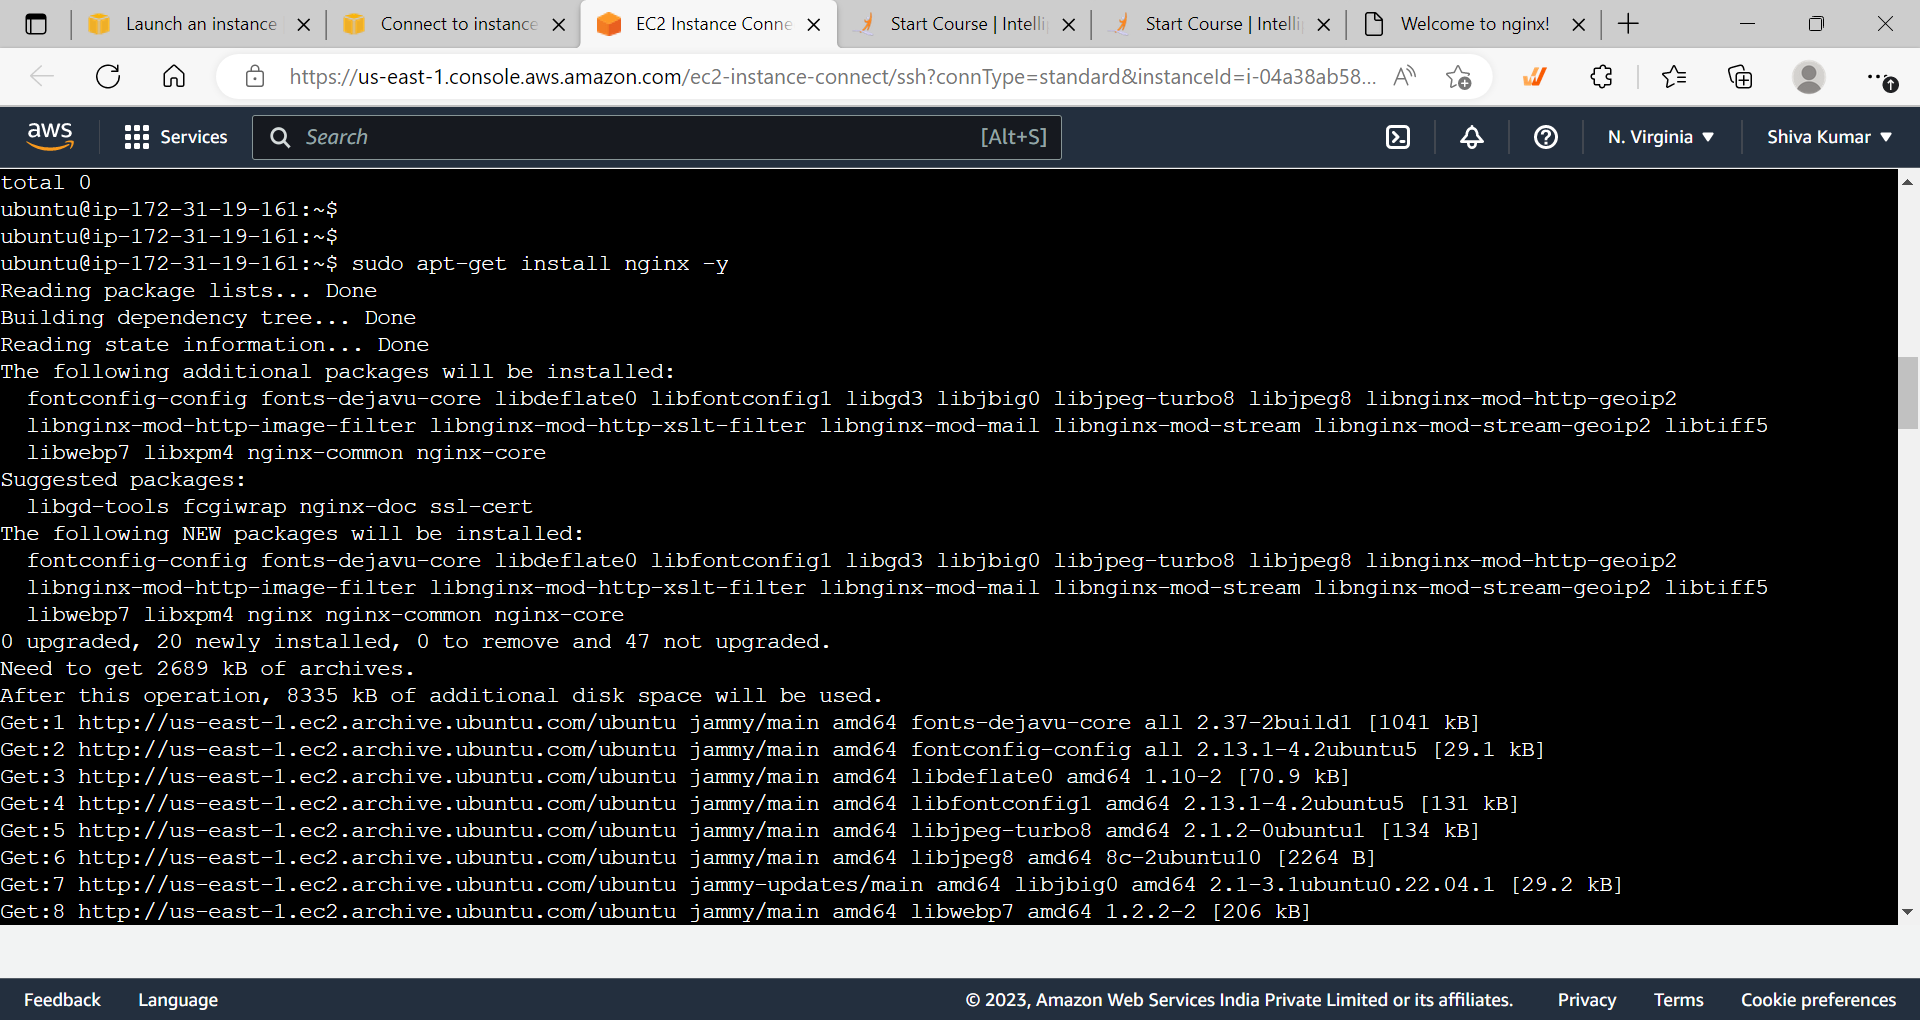 Launch an instance
Connect to instance
EC2 Instance Conne
Start Course | Intelli
Start Course | Intelli
Welcome to nginx!
https://us-east-1.console.aws.amazon.com/ec2-instance-connect/ssh?connType=standard&instanceId=i-04a38ab58...
aws
Services
Search
[Alt+S]
N. Virginia
Shiva Kumar
total 0
ubuntu@ip-172-31-19-161:~$
ubuntu@ip-172-31-19-161:~$
ubuntu@ip-172-31-19-161:~$ sudo apt-get install nginx -y
Reading package lists... Done
Building dependency tree... Done
Reading state information... Done
The following additional packages will be installed:
  fontconfig-config fonts-dejavu-core libdeflate0 libfontconfig1 libgd3 libjbig0 libjpeg-turbo8 libjpeg8 libnginx-mod-http-geoip2
  libnginx-mod-http-image-filter libnginx-mod-http-xslt-filter libnginx-mod-mail libnginx-mod-stream libnginx-mod-stream-geoip2 libtiff5
  libwebp7 libxpm4 nginx-common nginx-core
Suggested packages:
  libgd-tools fcgiwrap nginx-doc ssl-cert
The following NEW packages will be installed:
  fontconfig-config fonts-dejavu-core libdeflate0 libfontconfig1 libgd3 libjbig0 libjpeg-turbo8 libjpeg8 libnginx-mod-http-geoip2
  libnginx-mod-http-image-filter libnginx-mod-http-xslt-filter libnginx-mod-mail libnginx-mod-stream libnginx-mod-stream-geoip2 libtiff5
  libwebp7 libxpm4 nginx nginx-common nginx-core
0 upgraded, 20 newly installed, 0 to remove and 47 not upgraded.
Need to get 2689 kB of archives.
After this operation, 8335 kB of additional disk space will be used.
Get:1 http://us-east-1.ec2.archive.ubuntu.com/ubuntu jammy/main amd64 fonts-dejavu-core all 2.37-2build1 [1041 kB]
Get:2 http://us-east-1.ec2.archive.ubuntu.com/ubuntu jammy/main amd64 fontconfig-config all 2.13.1-4.2ubuntu5 [29.1 kB]
Get:3 http://us-east-1.ec2.archive.ubuntu.com/ubuntu jammy/main amd64 libdeflate0 amd64 1.10-2 [70.9 kB]
Get:4 http://us-east-1.ec2.archive.ubuntu.com/ubuntu jammy/main amd64 libfontconfig1 amd64 2.13.1-4.2ubuntu5 [131 kB]
Get:5 http://us-east-1.ec2.archive.ubuntu.com/ubuntu jammy/main amd64 libjpeg-turbo8 amd64 2.1.2-0ubuntu1 [134 kB]
Get:6 http://us-east-1.ec2.archive.ubuntu.com/ubuntu jammy/main amd64 libjpeg8 amd64 8c-2ubuntu10 [2264 B]
Get:7 http://us-east-1.ec2.archive.ubuntu.com/ubuntu jammy-updates/main amd64 libjbig0 amd64 2.1-3.1ubuntu0.22.04.1 [29.2 kB]
Get:8 http://us-east-1.ec2.archive.ubuntu.com/ubuntu jammy/main amd64 libwebp7 amd64 1.2.2-2 [206 kB]
Feedback
Language
© 2023, Amazon Web Services India Private Limited or its affiliates.
Privacy
Terms
Cookie preferences